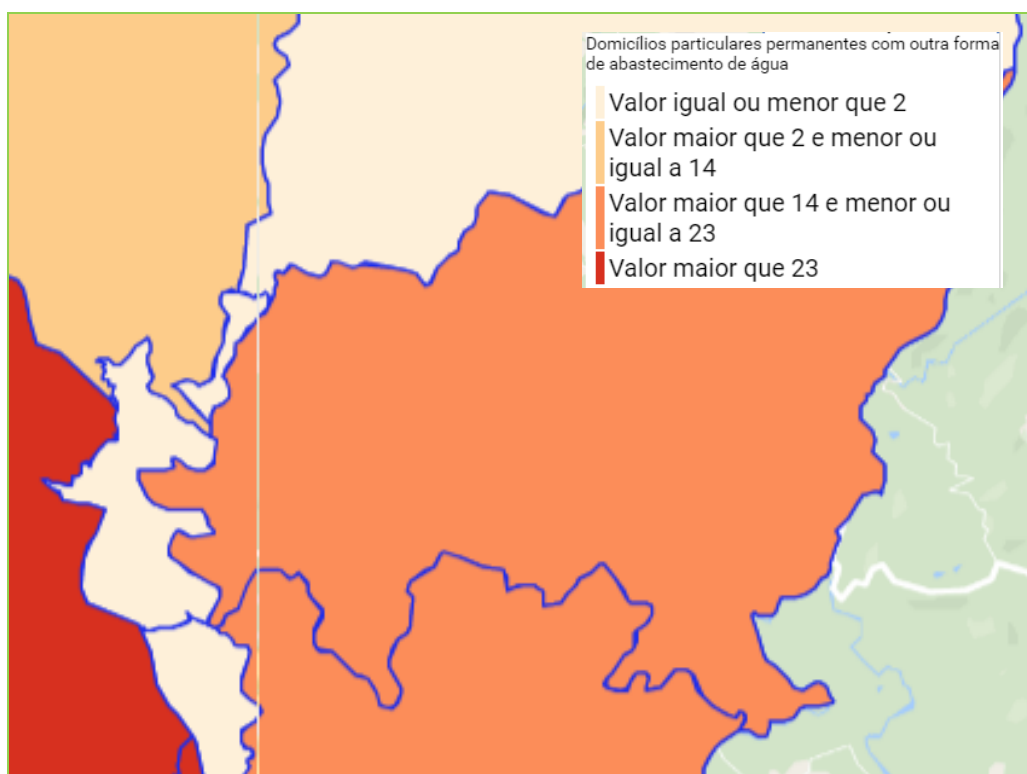 Domicílios particulares permanentes com outra forma
de abastecimento de água
Valor igual ou menor que 2
Valor maior que 2 e menor ou
igual a 14
Valor maior que 14 e menor ou
igual a 23
Valor maior que 23